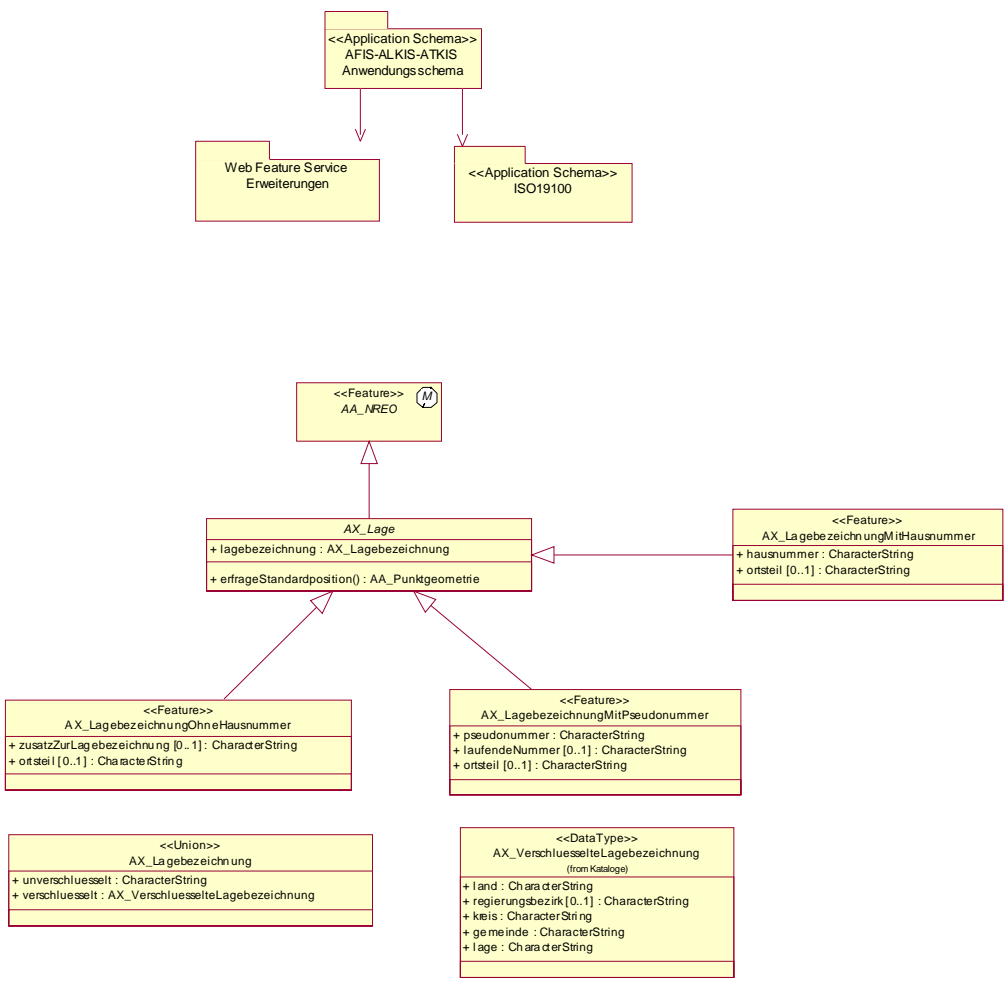 <<Application Schema>>
AFIS-ALKIS-ATKIS
Anwendungsschema
Web Feature Service
Erweiterungen
<<Application Schema>>
ISO19100
<<Feature>>
AA_NREO
M
AX_Lage
+ lagebezeichnung : AX_Lagebezeichnung
+ erfrageStandardposition() : AA_Punktgeometrie
<<Feature>>
AX_LagebezeichnungMitHausnummer
+ hausnummer : CharacterString
+ ortsteil [0..1] : CharacterString
<<Feature>>
AX_LagebezeichnungOhneHausnummer
+ zusatzZurLagebezeichnung [0..1] : CharacterString
+ ortsteil [0..1] : CharacterString
<<Feature>>
AX_LagebezeichnungMitPseudonummer
+ pseudonummer : CharacterString
+ laufendeNummer [0..1] : CharacterString
+ ortsteil [0..1] : CharacterString
<<Union>>
AX_Lagebezeichnung
+ unverschluesselt : CharacterString
+ verschluesselt : AX_VerschluesselteLagebezeichnung
<<DataType>>
AX_VerschluesselteLagebezeichnung
(from Kataloge)
+ land : CharacterString
+ regierungsbezirk [0..1] : CharacterString
+ kreis : CharacterString
+ gemeinde : CharacterString
+ lage : CharacterString